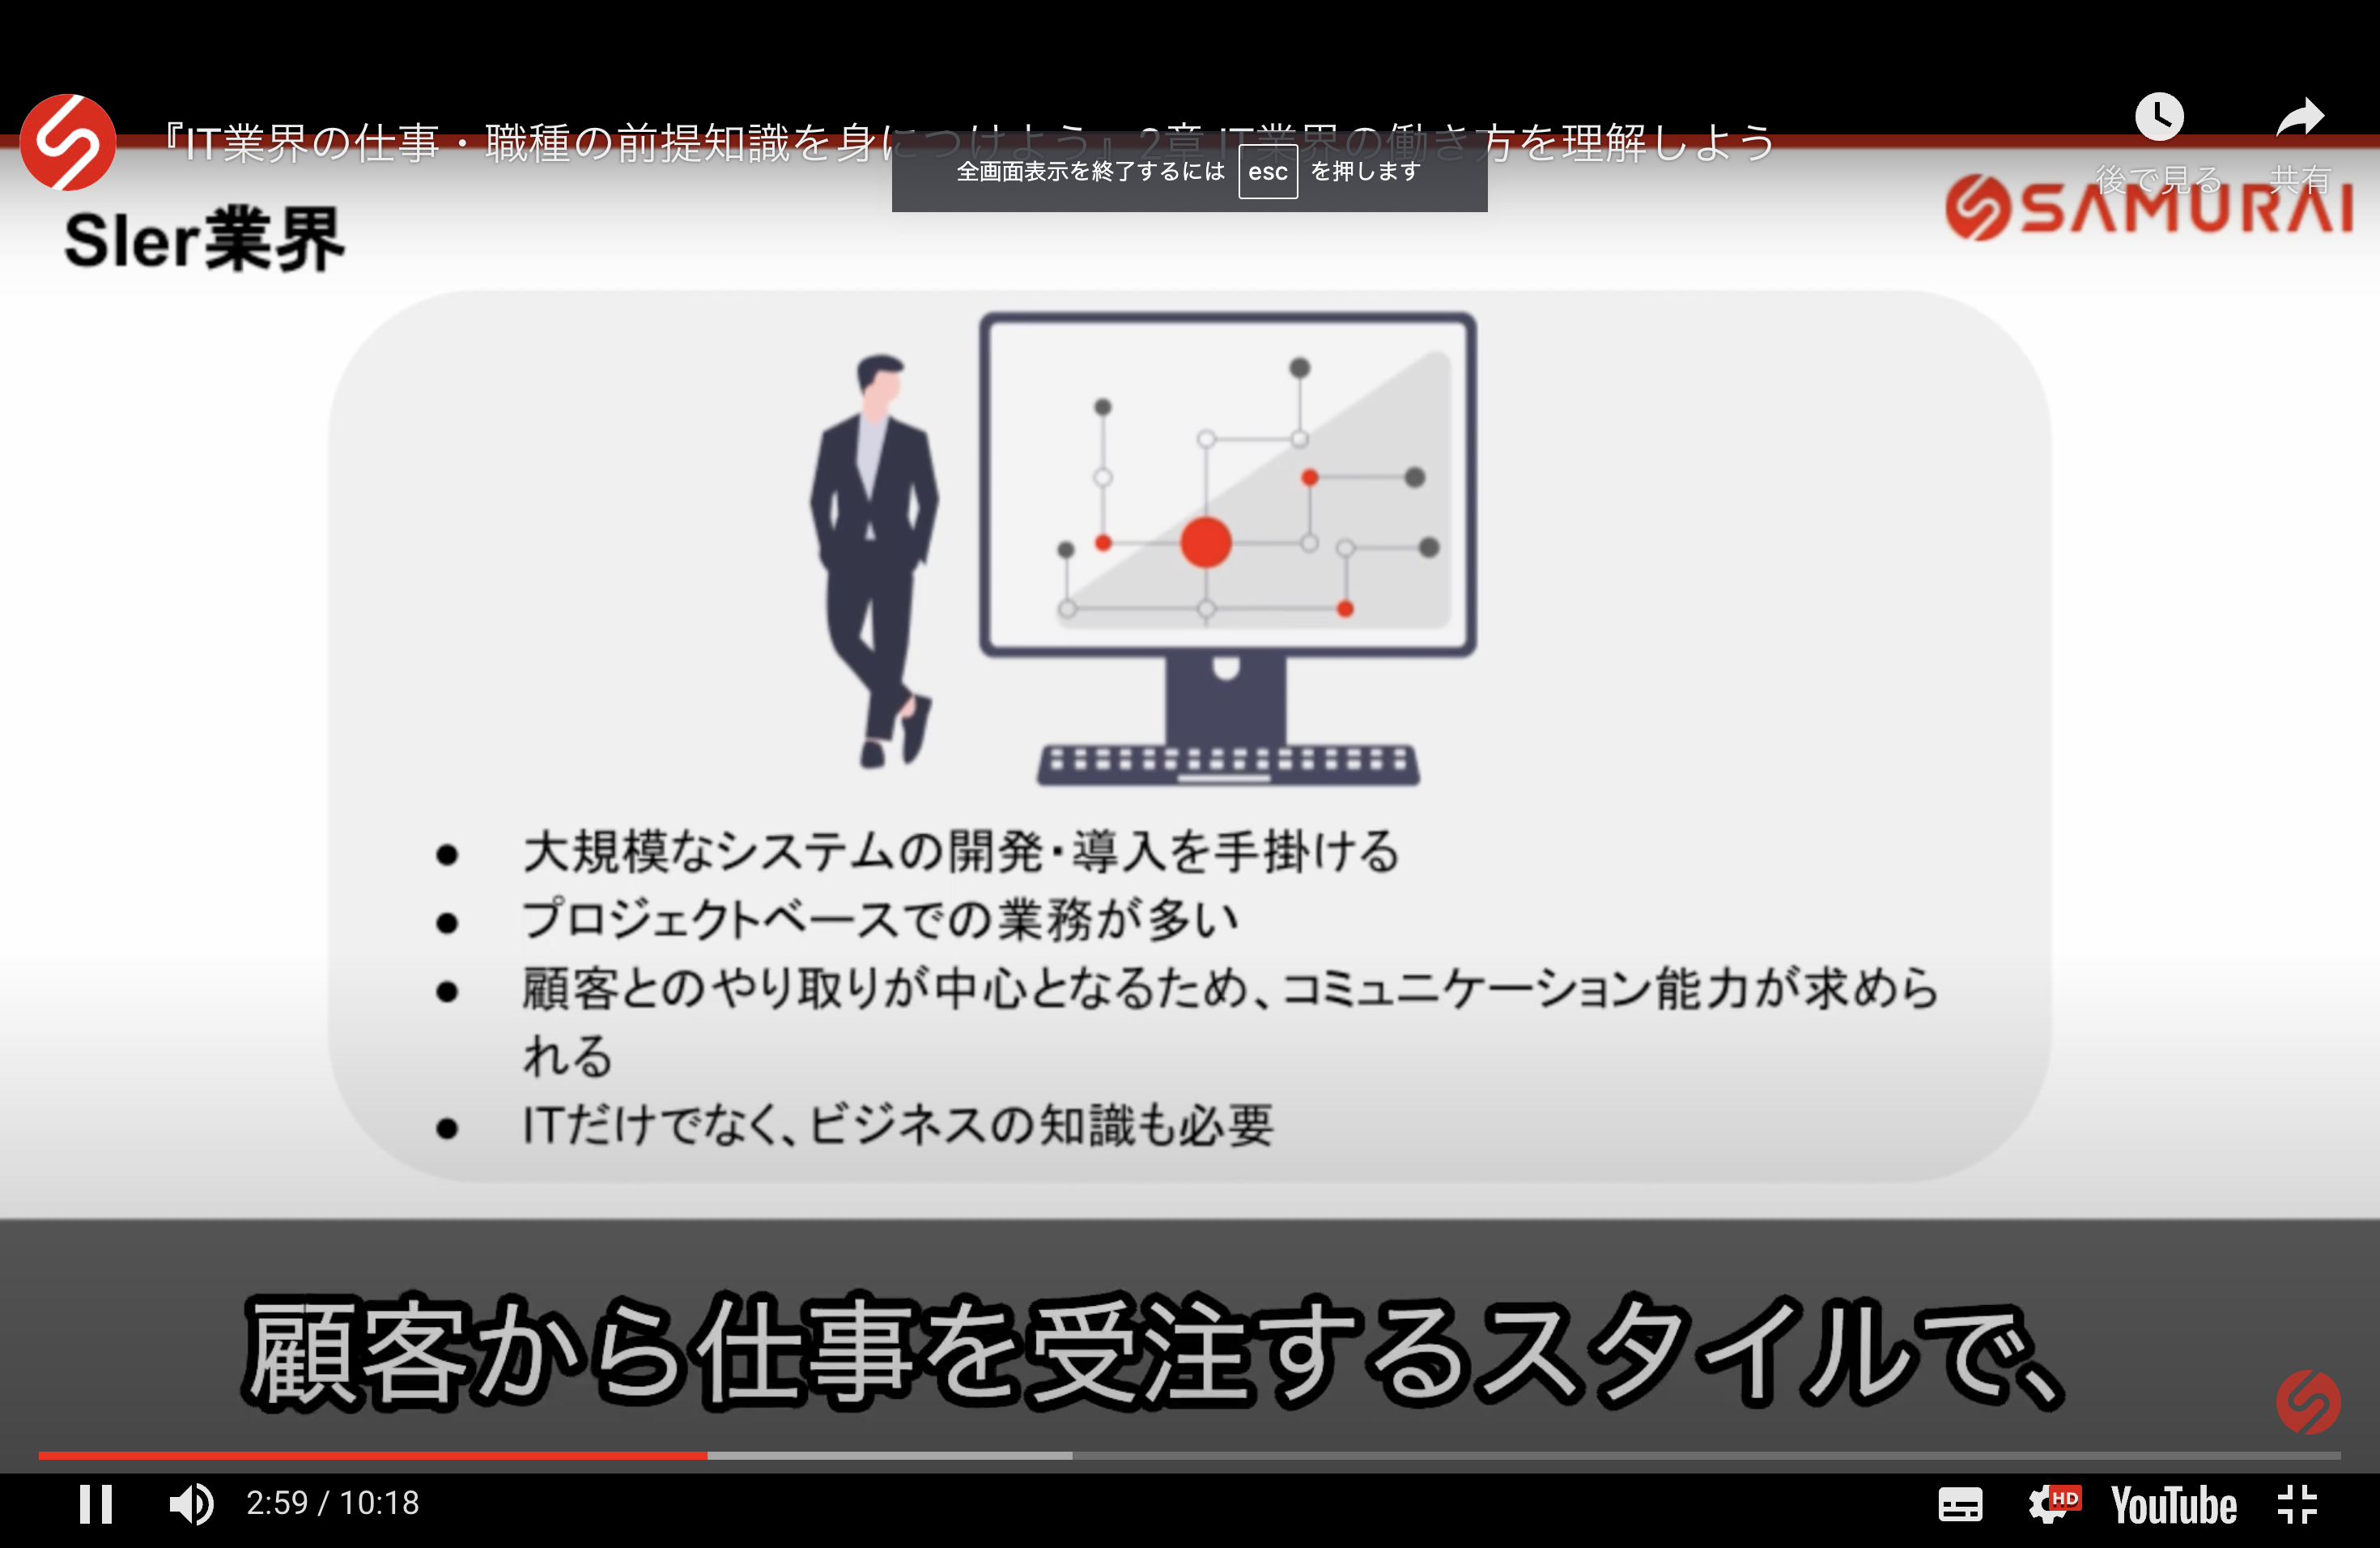 『IT業界の仕事・職種の前提知識を身につけよう』2章 IT業界の働き方を理解しよう
全画面表示を終了するには esc を押します
後で見る
共有
SIer業界
SAMURAI
● 大規模なシステムの開発・導入を手掛ける
● プロジェクトベースでの業務が多い
● 顧客とのやり取りが中心となるため、コミュニケーション能力が求めら
れる
● ITだけでなく、ビジネスの知識も必要
顧客から仕事を受注するスタイルで、
2:59 / 10:18
HD
YouTube